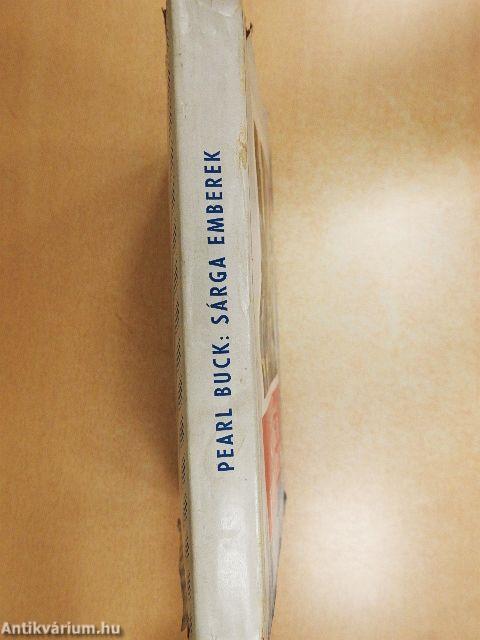 PEARL BUCK: SÁRGA EMBEREK
Antikvárium.hu